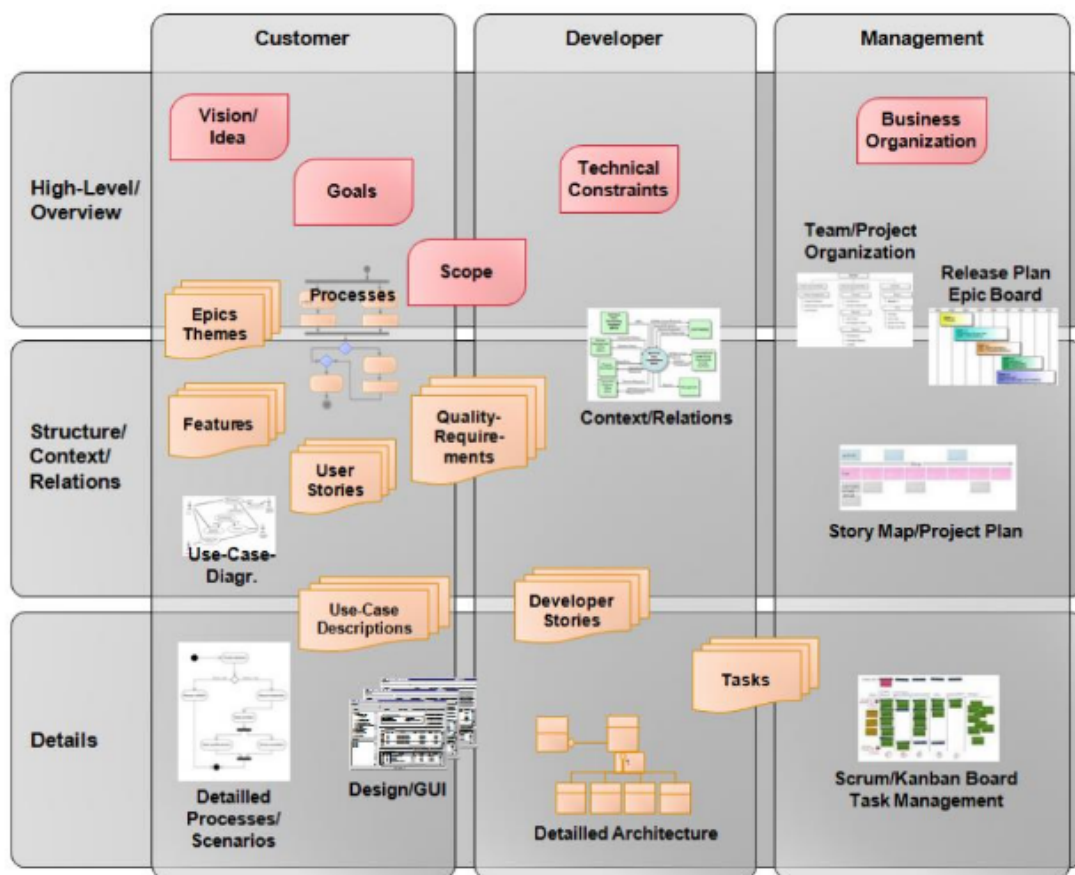 Customer
Developer
Management
High-Level/
Overview
Vision/
Idea
Goals
Scope
Technical
Constraints
Business
Organization
Team/Project
Organization
Release Plan
Epic Board
Epics
Themes
Processes
Structure/
Context/
Relations
Features
User
Stories
Quality-
Require-
ments
Context/Relations
Use-Case-
Diagr.
Story Map/Project Plan
Use-Case
Descriptions
Developer
Stories
Details
Tasks
Detailled
Processes/
Scenarios
Design/GUI
Detailled Architecture
Scrum/Kanban Board
Task Management